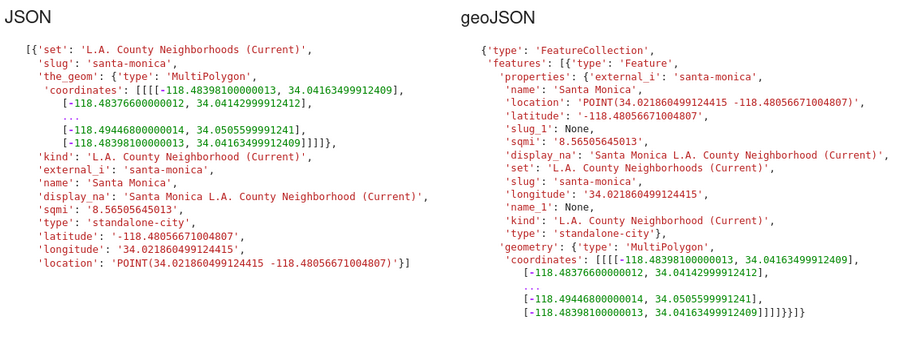 JSON
[{'set': 'L.A. County Neighborhoods (Current)',
'slug': 'santa-monica',
'the_geom': {'type': 'MultiPolygon',
'coordinates': [[[[-118.48398100000013, 34.04163499912409],
[-118.48376600000012, 34.04142999912412],
...
[-118.49446800000014, 34.0505599991241],
[-118.48398100000013, 34.04163499912409]]]]},
'kind': 'L.A. County Neighborhood (Current)',
'external_i': 'santa-monica',
'name': 'Santa Monica',
'display_na': 'Santa Monica L.A. County Neighborhood (Current)',
'sqmi': '8.56505645013',
'type': 'standalone-city',
'latitude': '-118.48056671004807',
'longitude': '34.021860499124415',
'location': 'POINT(34.021860499124415 -118.48056671004807)'}]
geoJSON
{'type': 'FeatureCollection',
'features': [{'type': 'Feature',
'properties': {'external_i': 'santa-monica',
'name': 'Santa Monica',
'location': 'POINT(34.021860499124415 -118.48056671004807)',
'latitude': '-118.48056671004807',
'slug_1': None,
'sqmi': '8.56505645013',
'display_na': 'Santa Monica L.A. County Neighborhood (Current)',
'set': 'L.A. County Neighborhoods (Current)',
'slug': 'santa-monica',
'longitude': '34.021860499124415',
'name_1': None,
'kind': 'L.A. County Neighborhood (Current)',
'type': 'standalone-city'},
'geometry': {'type': 'MultiPolygon',
'coordinates': [[[[-118.48398100000013, 34.04163499912409],
[-118.48376600000012, 34.04142999912412],
...
[-118.49446800000014, 34.0505599991241],
[-118.48398100000013, 34.04163499912409]]]]}}]}